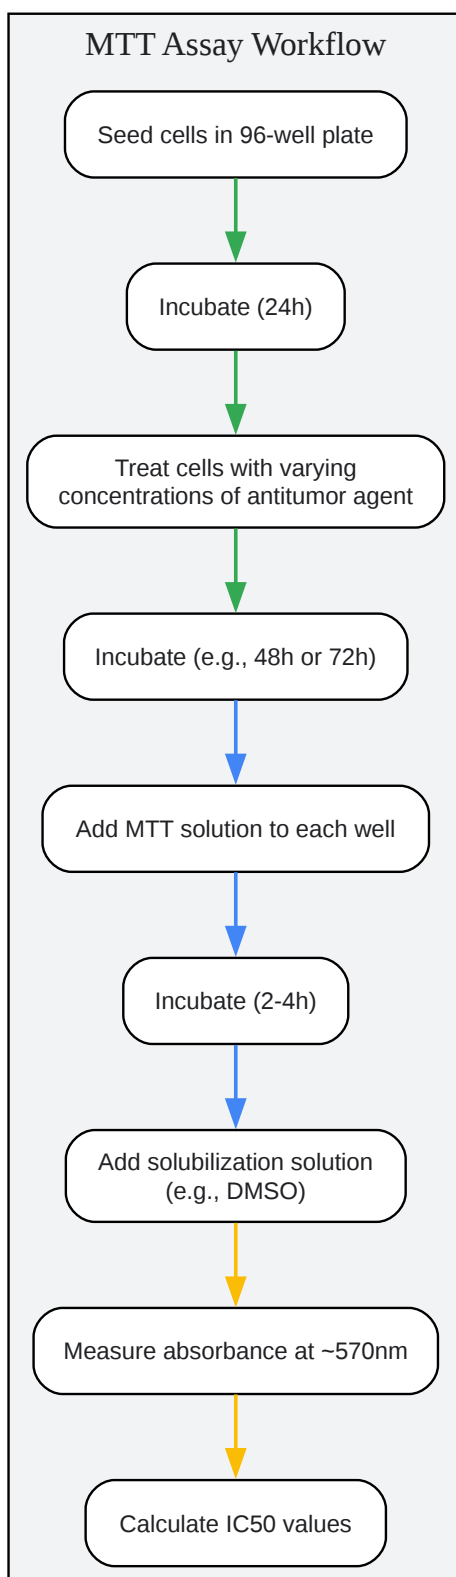 MTT Assay Workflow
Seed cells in 96-well plate
Incubate (24h)
Treat cells with varying
concentrations of antitumor agent
Incubate (e.g., 48h or 72h)
Add MTT solution to each well
Incubate (2-4h)
Add solubilization solution
(e.g., DMSO)
Measure absorbance at ~570nm
Calculate IC50 values